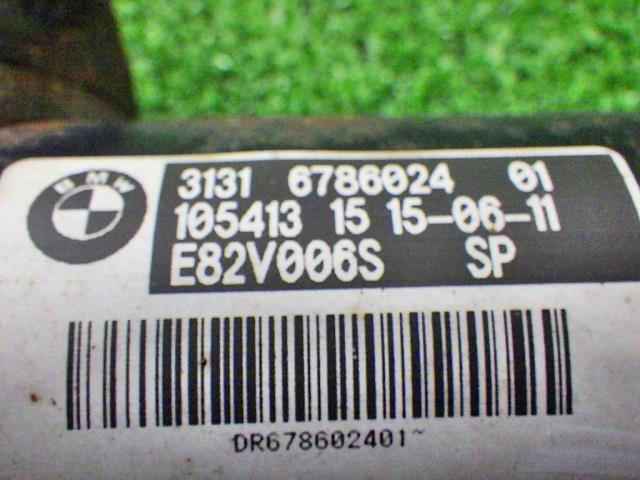 BMW
3131 6786024 01
105413 15 15-06-11
E82V006S SP
DR678602401~